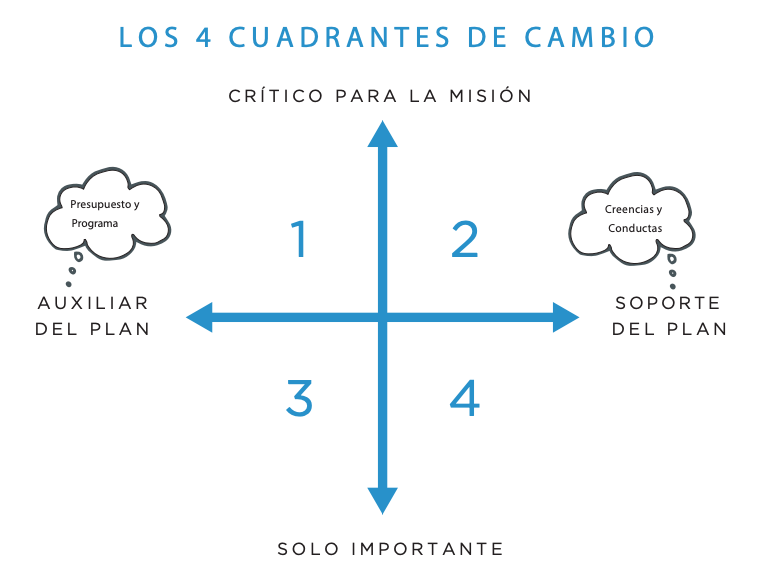 LOS 4 CUADRANTES DE CAMBIO
CRÍTICO PARA LA MISIÓN
Presupuesto y
Programa
Creencias y
Conductas
1
2
AUXILIAR
DEL PLAN
SOPORTE
DEL PLAN
3
4
SOLO IMPORTANTE